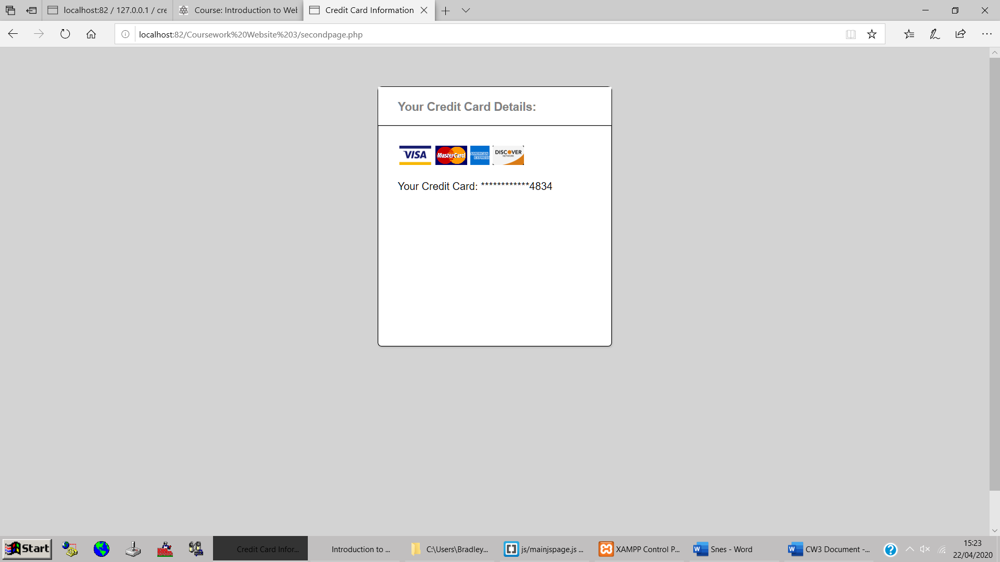 localhost:82 / 127.0.0.1 / cre
Course: Introduction to Web
Credit Card Information
localhost:82/Coursework%20Website%203/secondpage.php
Your Credit Card Details:
VISA MasterCard AMERICAN EXPRESS DISCOVER NETWORK
Your Credit Card: ************4834
Start
Credit Card Infor...
Introduction to ...
C:\Users\Bradley...
js/mainjspage.js ...
XAMPP Control P...
Snes - Word
CW3 Document -...
15:23
22/04/2020